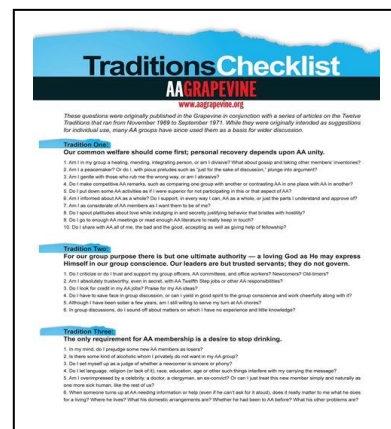 Traditions Checklist
AA GRAPEVINE
www.aagrapevine.org
These questions were originally published in the Grapevine in conjunction with a series of articles on the Twelve
Traditions that ran from November 1969 to September 1971. While they were originally intended as suggestions
for individual use, many AA groups have since used them as a basis for wider discussion.
Tradition One:
Our common welfare should come first; personal recovery depends upon AA unity.
1. Am I in my group a healing, mending, integrating person, or am I divisive? What about gossip and taking other members' inventories?
2. Am I a peacemaker? Or do I, with pious preludes such as "just for the sake of discussion," plunge into argument?
3. Am I gentle with those who rub me the wrong way, or am I abrasive?
4. Do I make competitive AA remarks, such as comparing one group with another or contrasting AA in one place with AA in another?
5. Do I put down some AA activities as if I were superior for not participating in this or that aspect of AA?
6. Am I informed about AA as a whole? Do I support, in every way I can, AA as a whole, or just the parts I understand and approve of?
7. Am I as considerate of AA members as I want them to be of me?
8. Do I spout platitudes about love while indulging in and secretly justifying behavior that bristles with hostility?
9. Do I go to enough AA meetings or read enough AA literature to really keep in touch?
10. Do I share with AA all of me, the bad and the good, accepting as well as giving help of fellowship?
Tradition Two:
For our group purpose there is but one ultimate authority — a loving God as He may express
Himself in our group conscience. Our leaders are but trusted servants; they do not govern.
1. Do I criticize or do I trust and support my group officers, AA committees, and office workers? Newcomers? Old-timers?
2. Am I absolutely trustworthy, even in secret, with AA Twelfth Step jobs or other AA responsibilities?
3. Do I look for credit in my AA jobs? Praise for my AA ideas?
4. Do I have to save face in group discussion, or can I yield in good spirit to the group conscience and work cheerfully along with it?
5. Although I have been sober a few years, am I still willing to serve my turn at AA chores?
6. In group discussions, do I sound off about matters on which I have no experience and little knowledge?
Tradition Three:
The only requirement for AA membership is a desire to stop drinking.
1. In my mind, do I prejudge some new AA members as losers?
2. Is there some kind of alcoholic whom I privately do not want in my AA group?
3. Do I set myself up as a judge of whether a newcomer is sincere or phony?
4. Do I let language, religion (or lack of it), race, education, age or other such things interfere with my carrying the message?
5. Am I overimpressed by a celebrity, a doctor, a clergyman, an ex-convict? Or can I just treat this new member simply and naturally as
one more sick human, like the rest of us?
6. When someone turns up at AA needing information or help (even if he can't ask for it aloud), does it really matter to me what he does
for a living? Where he lives? What his domestic arrangements are? Whether he had been to AA before? What his other problems are?